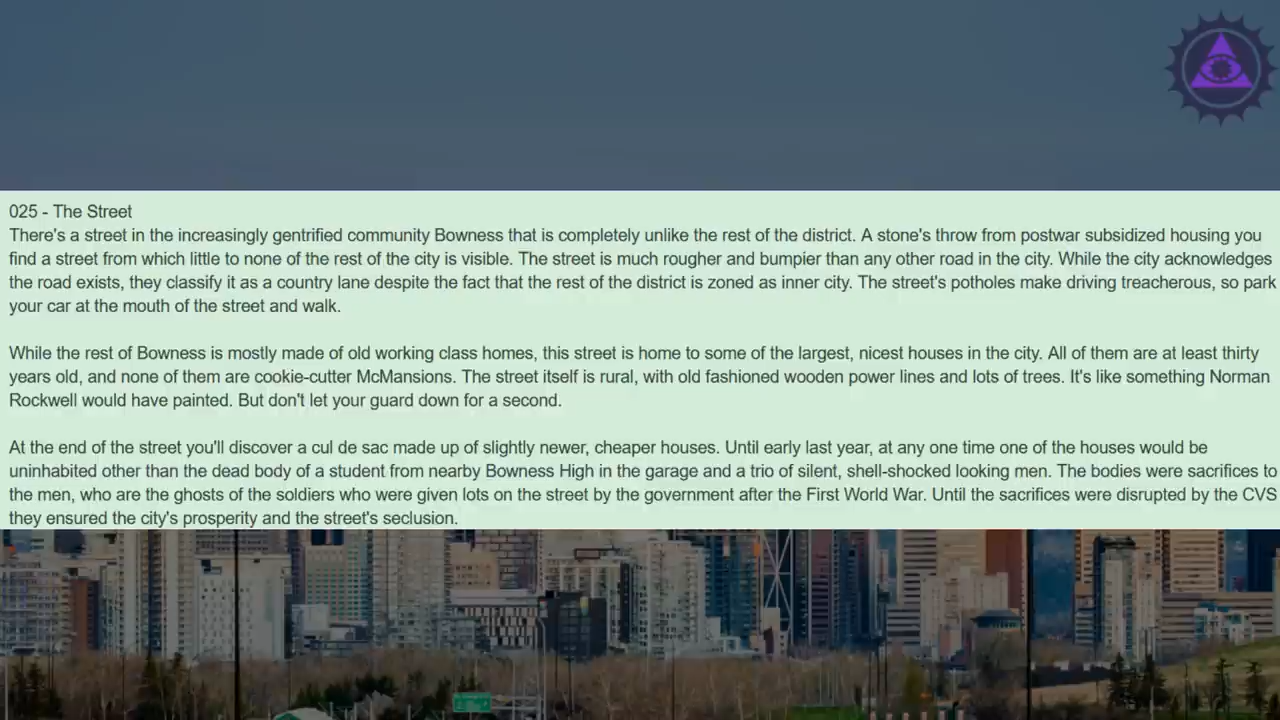 025 - The Street
There's a street in the increasingly gentrified community Bowness that is completely unlike the rest of the district. A stone's throw from postwar subsidized housing you
find a street from which little to none of the rest of the city is visible. The street is much rougher and bumpier than any other road in the city. While the city acknowledges
the road exists, they classify it as a country lane despite the fact that the rest of the district is zoned as inner city. The street's potholes make driving treacherous, so park
your car at the mouth of the street and walk.
While the rest of Bowness is mostly made of old working class homes, this street is home to some of the largest, nicest houses in the city. All of them are at least thirty
years old, and none of them are cookie-cutter McMansions. The street itself is rural, with old fashioned wooden power lines and lots of trees. It's like something Norman
Rockwell would have painted. But don't let your guard down for a second.
At the end of the street you'll discover a cul de sac made up of slightly newer, cheaper houses. Until early last year, at any one time one of the houses would be
uninhabited other than the dead body of a student from nearby Bowness High in the garage and a trio of silent, shell-shocked looking men. The bodies were sacrifices to
the men, who are the ghosts of the soldiers who were given lots on the street by the government after the First World War. Until the sacrifices were disrupted by the CVS
they ensured the city's prosperity and the street's seclusion.